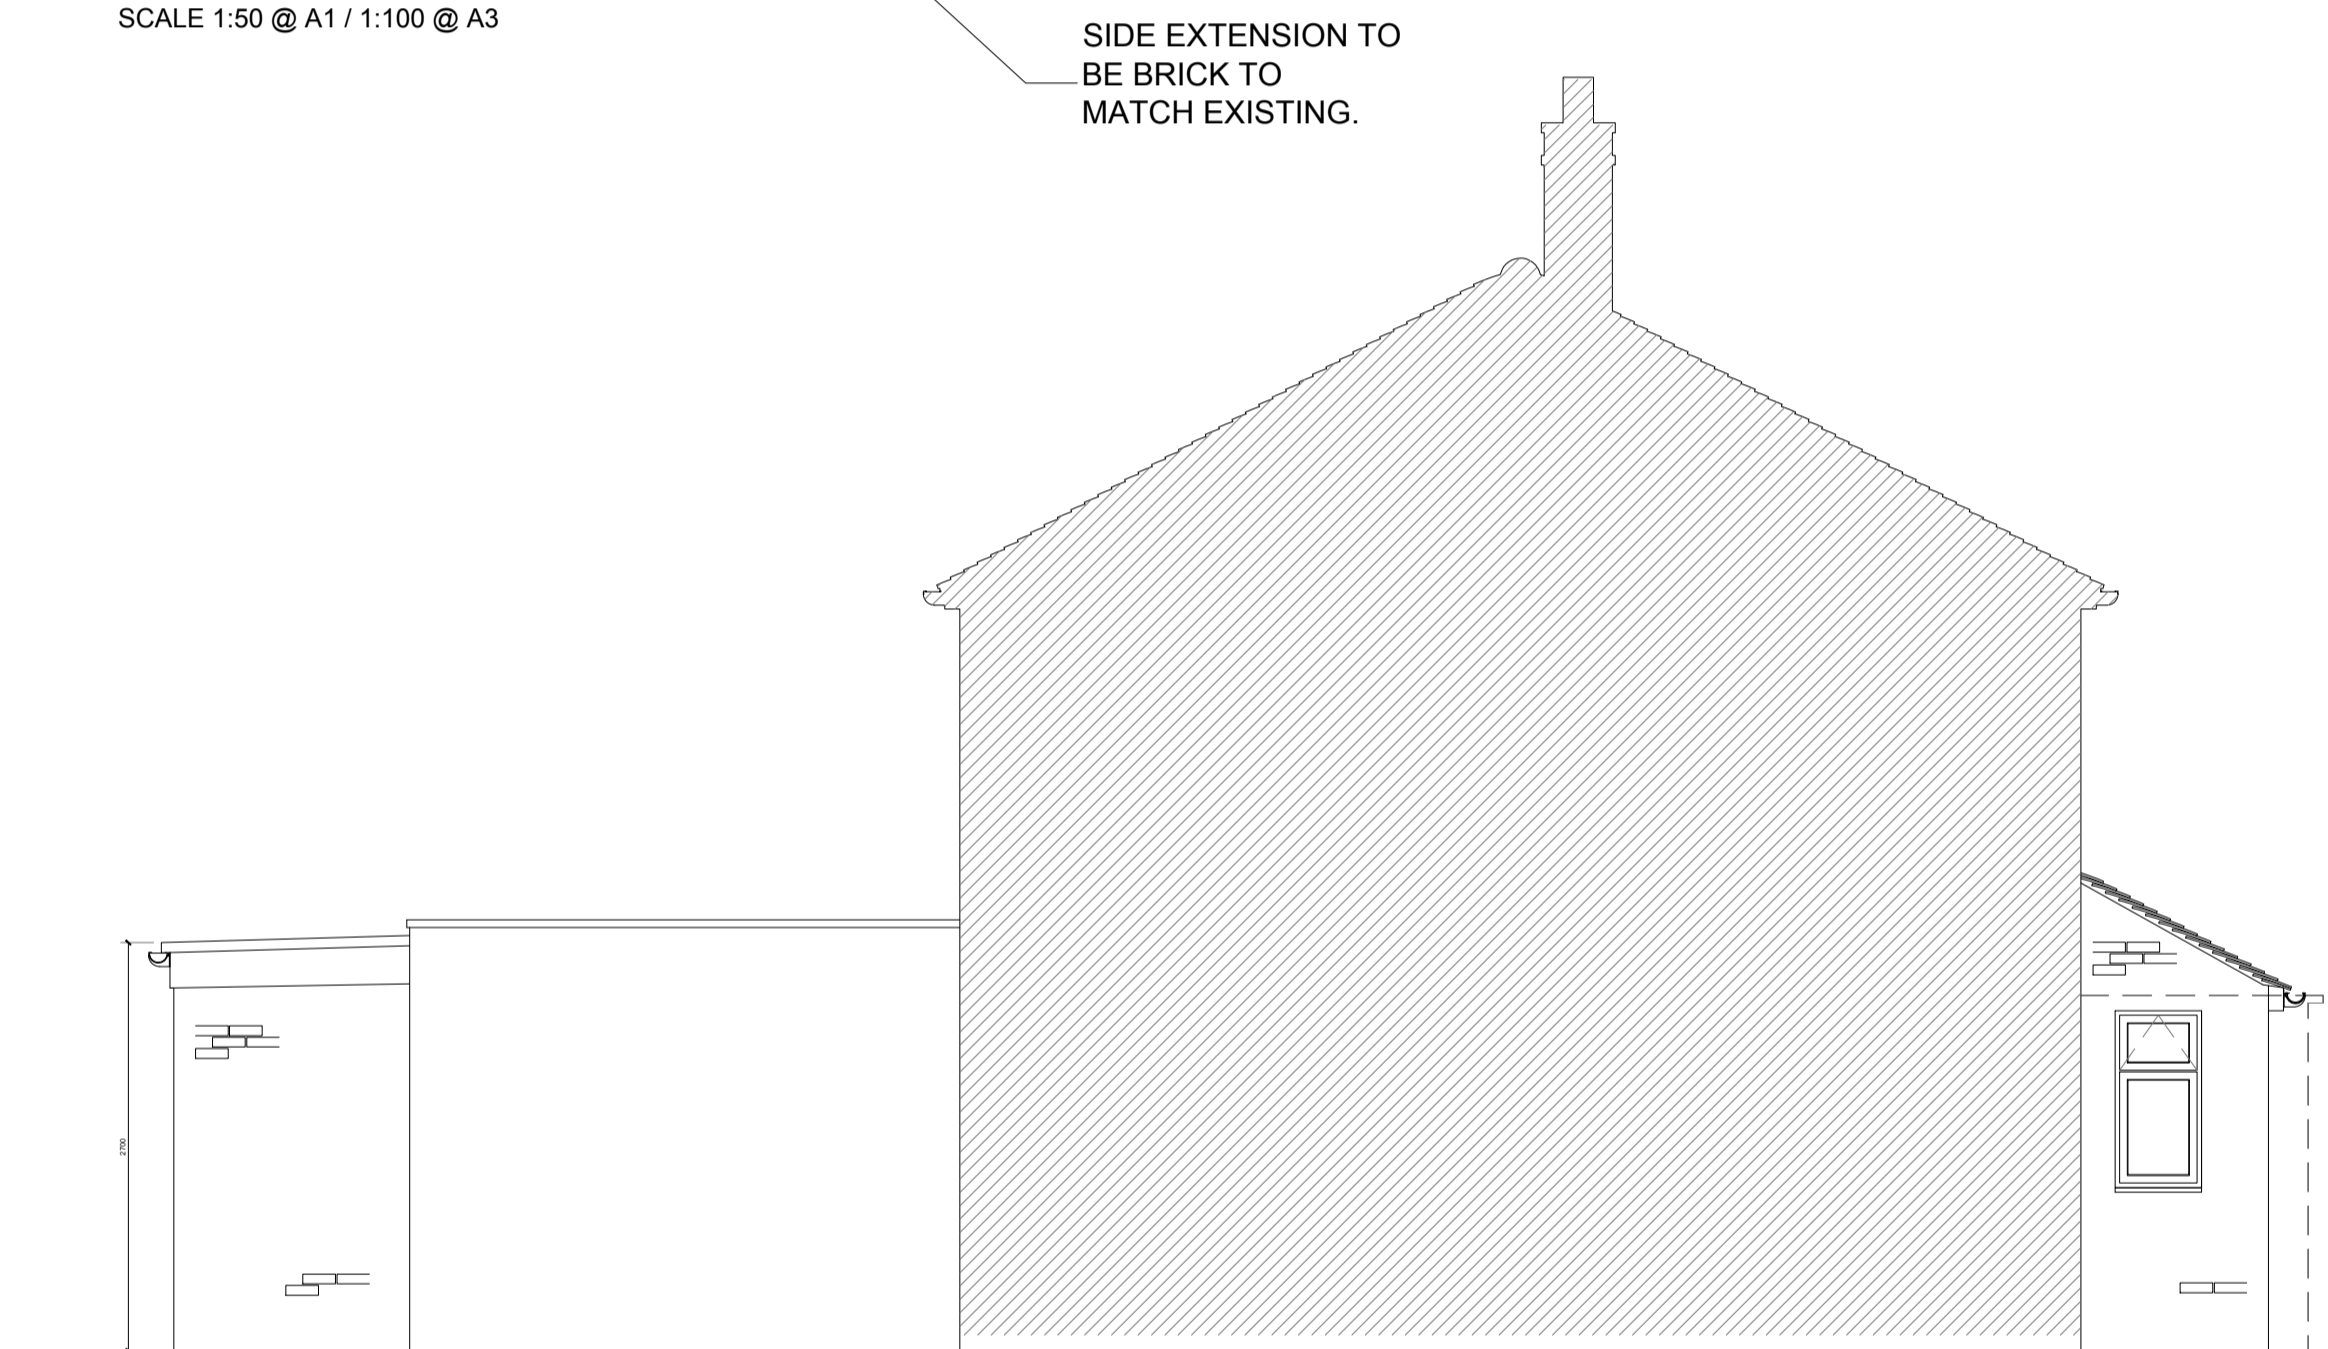 SCALE 1:50 @ A1 / 1:100 @ A3
SIDE EXTENSION TO
BE BRICK TO
MATCH EXISTING.
2700